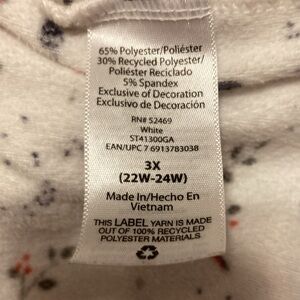 65% Polyester/Poliéster
30% Recycled Polyester/
Poliéster Reciclado
5% Spandex
Exclusive of Decoration
Exclusivo de Decoración
RN# 52469
White
ST41300GA
EAN/UPC 7 6913783038
3X
(22W-24W)
Made In/Hecho En
Vietnam
THIS LABEL YARN IS MADE
OUT OF 100% RECYCLED
POLYESTER MATERIALS